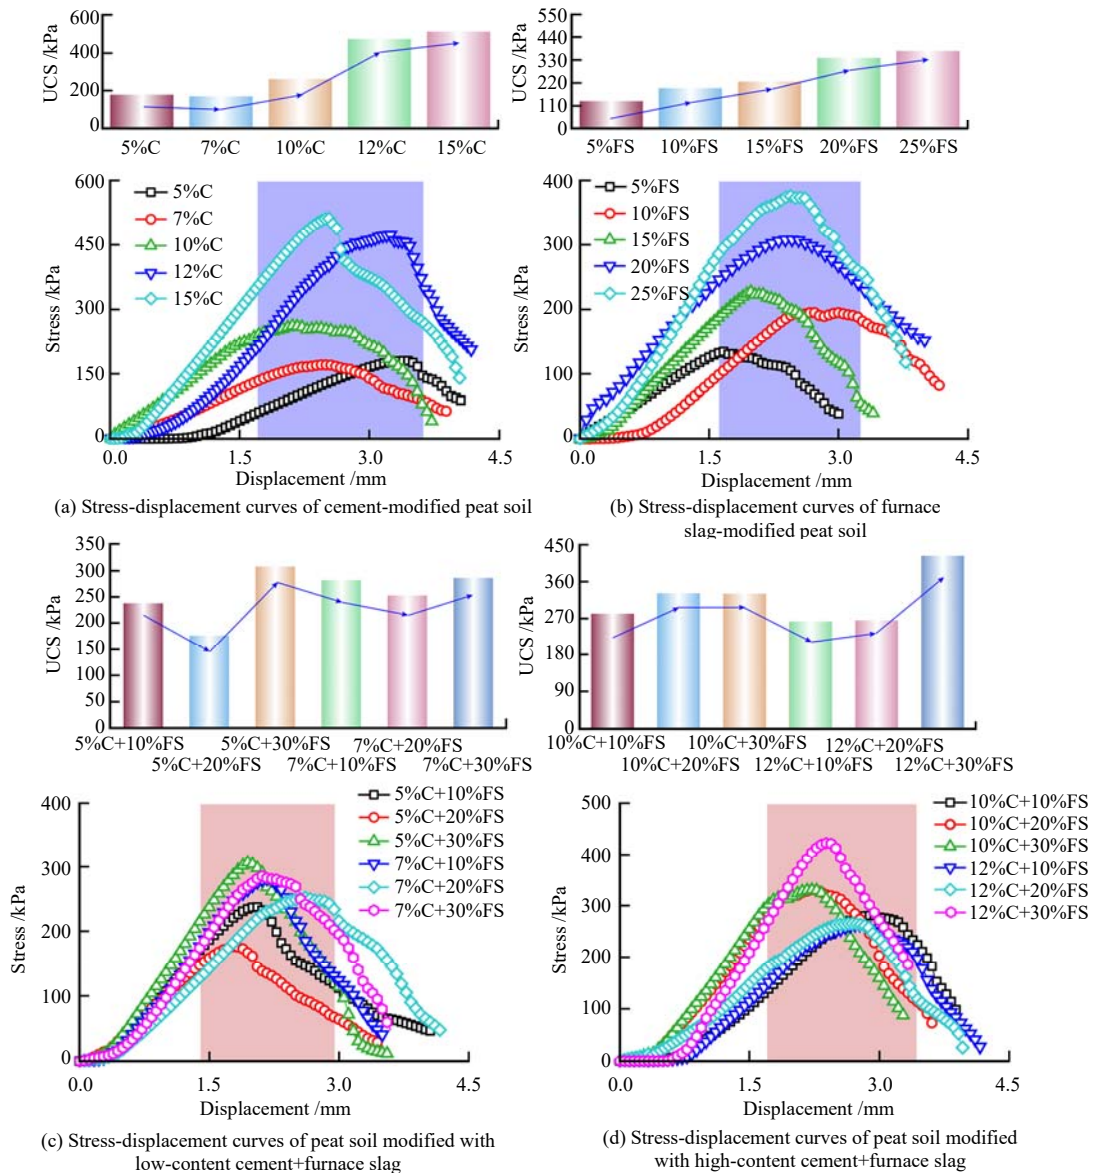 600
400
200
0
UCS /kPa
5%C 7%C 10%C 12%C 15%C
550
440
330
220
110
0
UCS /kPa
5%FS 10%FS 15%FS 20%FS 25%FS
600
450
300
150
0
Stress /kPa
5%C
7%C
10%C
12%C
15%C
0.0 1.5 3.0 4.5
Displacement /mm
(a) Stress-displacement curves of cement-modified peat soil
400
300
200
100
0
Stress /kPa
5%FS
10%FS
15%FS
20%FS
25%FS
0.0 1.5 3.0 4.5
Displacement /mm
(b) Stress-displacement curves of furnace
slag-modified peat soil
350
300
250
200
150
100
50
0
UCS /kPa
5%C+10%FS 5%C+30%FS 7%C+20%FS
5%C+20%FS 7%C+10%FS 7%C+30%FS
450
360
270
180
90
0
UCS /kPa
10%C+10%FS 10%C+30%FS 12%C+20%FS
10%C+20%FS 12%C+10%FS 12%C+30%FS
400
300
200
100
0
Stress /kPa
5%C+10%FS
5%C+20%FS
5%C+30%FS
7%C+10%FS
7%C+20%FS
7%C+30%FS
0.0 1.5 3.0 4.5
Displacement /mm
(c) Stress-displacement curves of peat soil modified with
low-content cement+furnace slag
500
400
300
200
100
0
Stress /kPa
10%C+10%FS
10%C+20%FS
10%C+30%FS
12%C+10%FS
12%C+20%FS
12%C+30%FS
0.0 1.5 3.0 4.5
Displacement /mm
(d) Stress-displacement curves of peat soil modified
with high-content cement+furnace slag